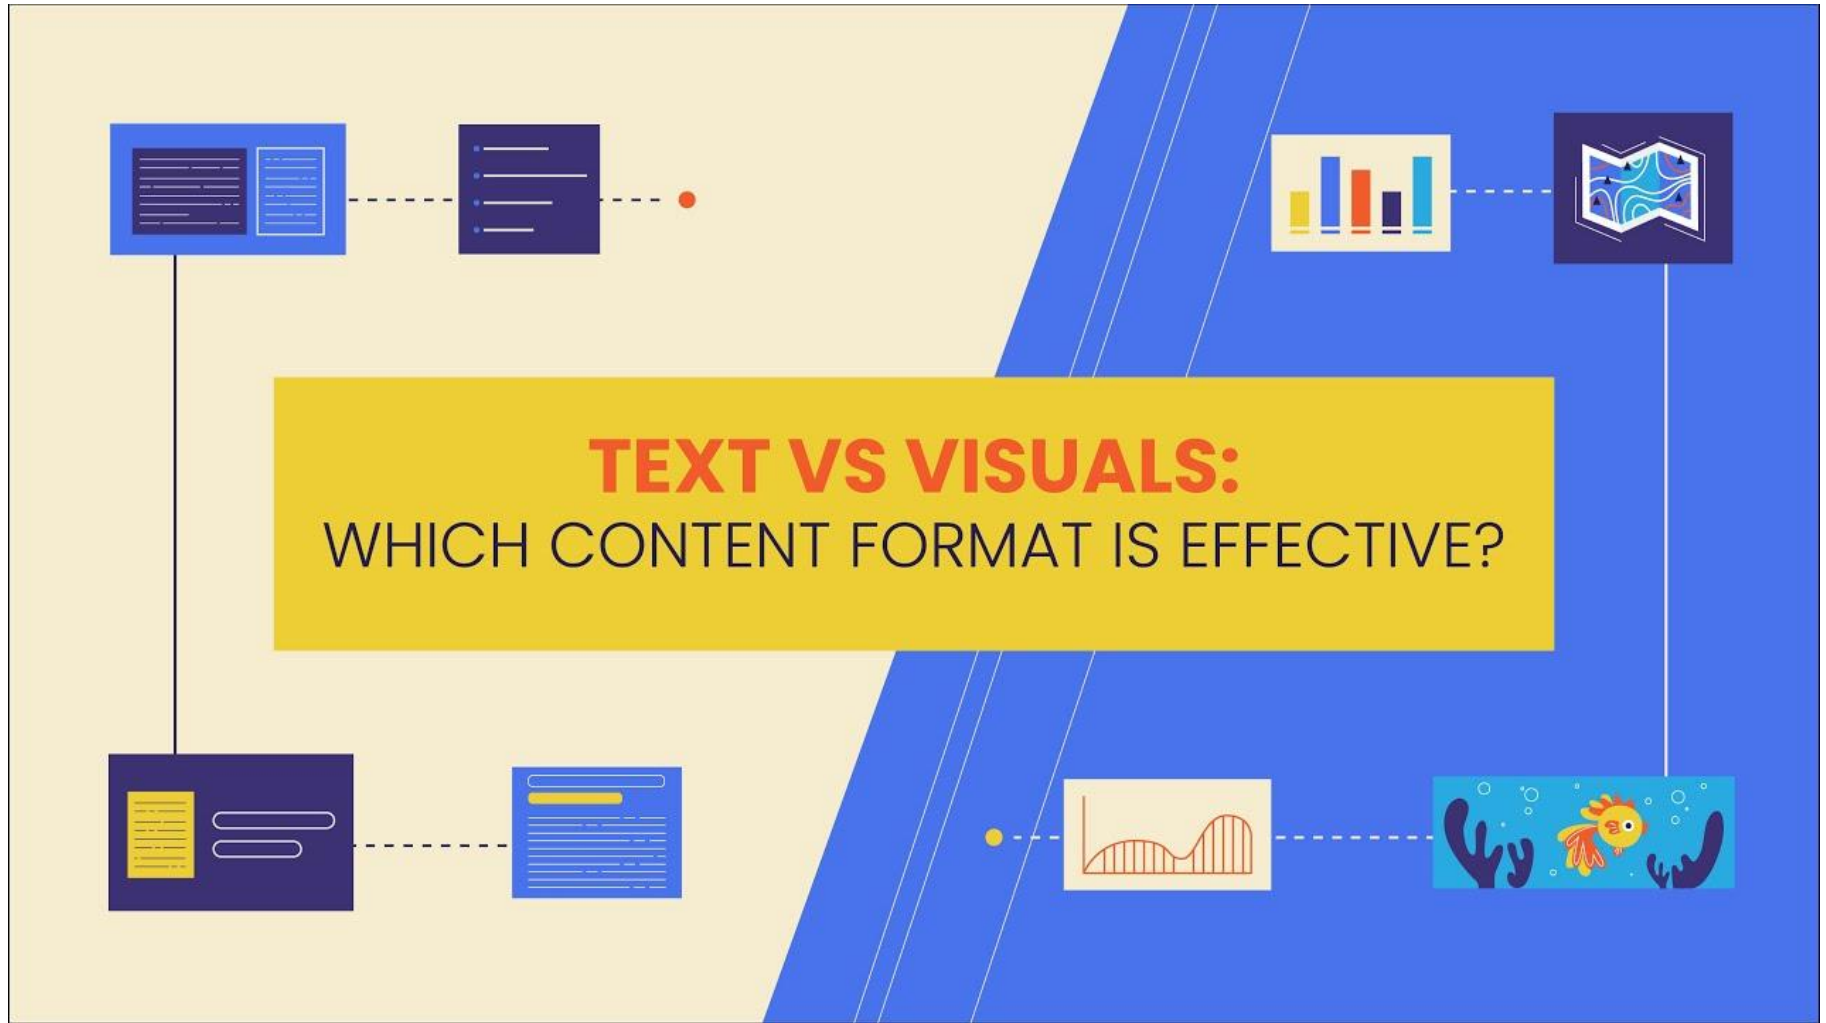 TEXT VS VISUALS:
WHICH CONTENT FORMAT IS EFFECTIVE?